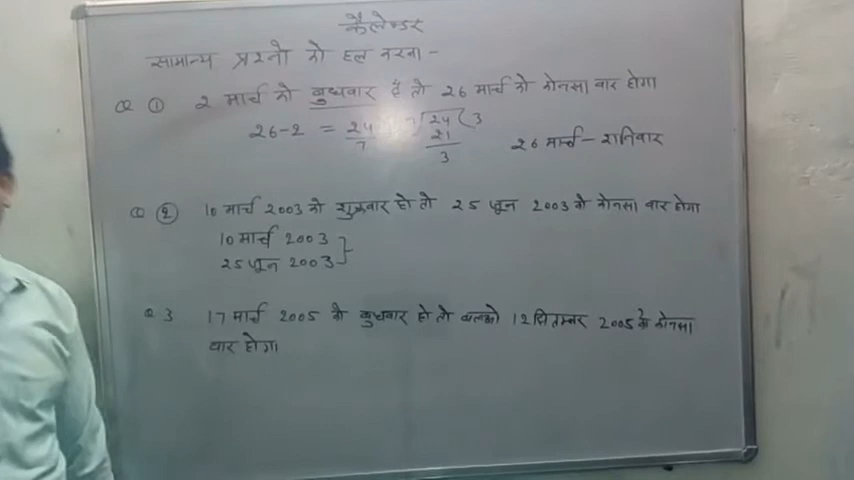 कैलेण्डर
सामान्य प्रश्नो को हल करना -
Q ① 2 मार्च को बुधवार है तो 26 मार्च को कोनसा वार होगा
26-2 = 24/7 7)24(3
21
3
26 मार्च - शनिवार
Q ② 10 मार्च 2003 को शुक्रवार हो तो 25 जून 2003 को कोनसा वार होगा
10 मार्च 2003
25 जून 2003
Q 3 17 मार्च 2005 को बुधवार हो तो 12 सितम्बर 2005 को कोनसा
वार होगा